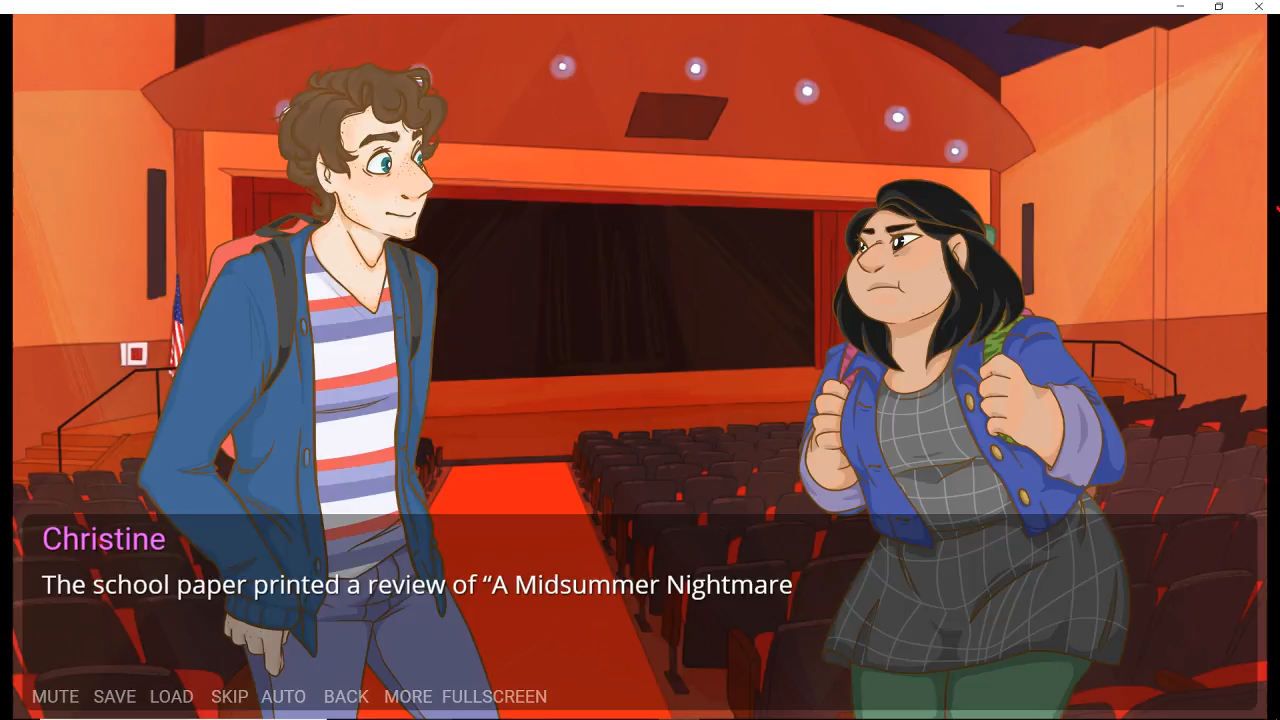 Christine
The school paper printed a review of “A Midsummer Nightmare
MUTE SAVE LOAD SKIP AUTO BACK MORE FULLSCREEN